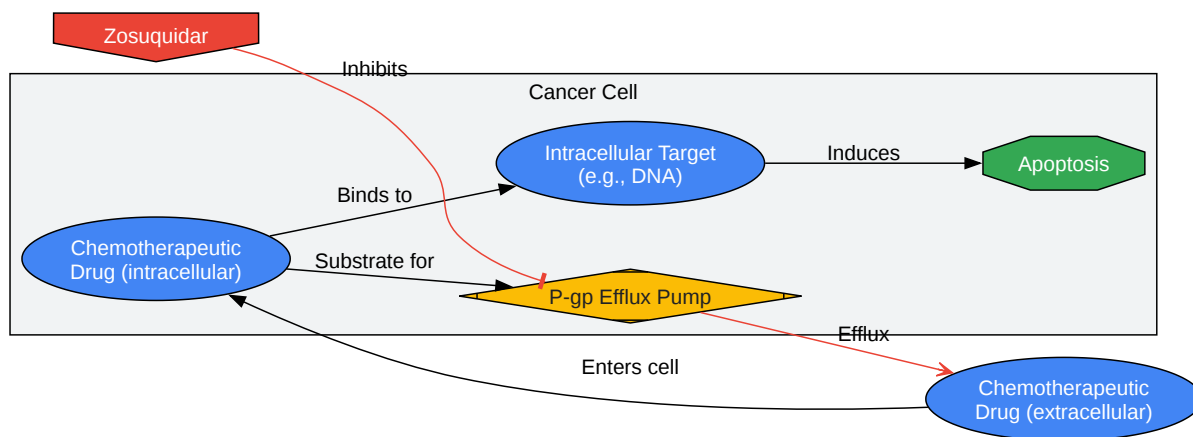 Zosuquidar
Inhibits
Cancer Cell
Intracellular Target
(e.g., DNA)
Induces
Apoptosis
Binds to
Chemotherapeutic
Drug (intracellular)
Substrate for
P-gp Efflux Pump
Efflux
Enters cell
Chemotherapeutic
Drug (extracellular)